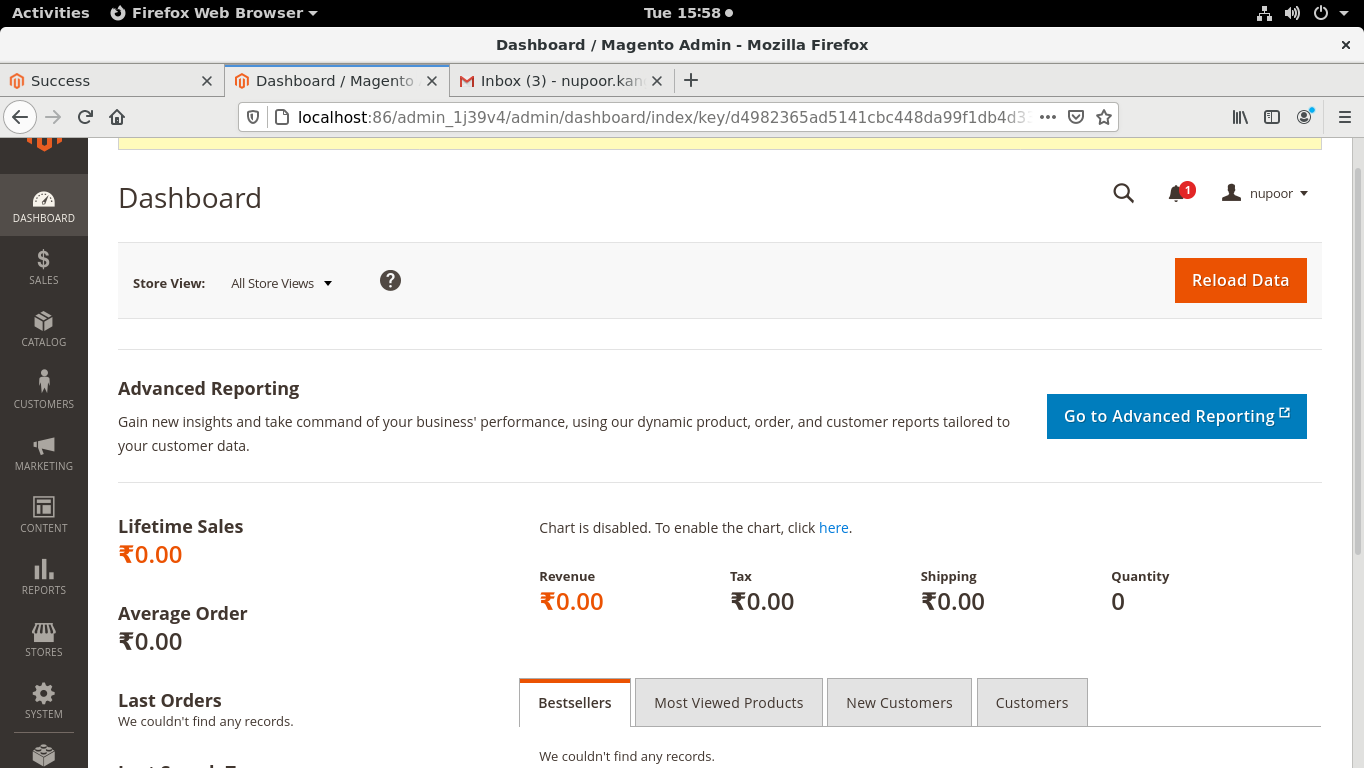 Activities Firefox Web Browser Tue 15:58
Dashboard / Magento Admin - Mozilla Firefox
Success Dashboard / Magento Inbox (3) - nupoor.kan
localhost:86/admin_1j39v4/admin/dashboard/index/key/d4982365ad5141cbc448da99f1db4d3
DASHBOARD
SALES
CATALOG
CUSTOMERS
MARKETING
CONTENT
REPORTS
STORES
SYSTEM
Dashboard
1 nupoor
Store View: All Store Views ? Reload Data
Advanced Reporting
Gain new insights and take command of your business' performance, using our dynamic product, order, and customer reports tailored to
your customer data.
Go to Advanced Reporting
Lifetime Sales
₹0.00
Average Order
₹0.00
Last Orders
We couldn't find any records.
Chart is disabled. To enable the chart, click here.
Revenue Tax Shipping Quantity
₹0.00 ₹0.00 ₹0.00 0
Bestsellers Most Viewed Products New Customers Customers
We couldn't find any records.